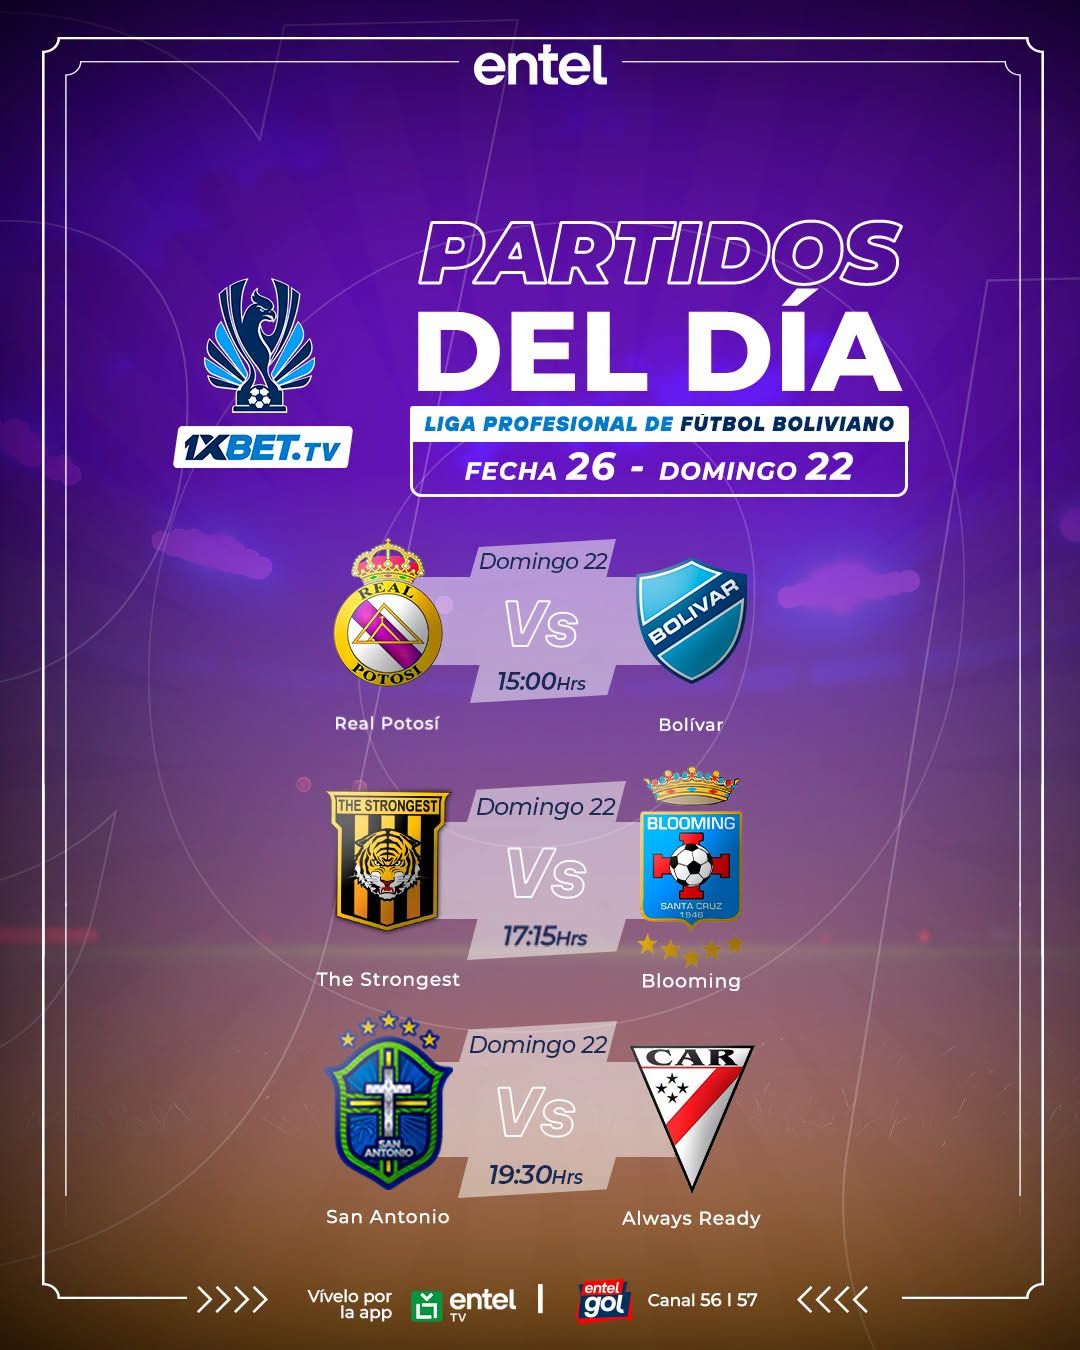 entel
PARTIDOS
DEL DÍA
1XBET.TV
LIGA PROFESIONAL DE FÚTBOL BOLIVIANO
FECHA 26 - DOMINGO 22
REAL
POTOSI
Domingo 22
Vs
15:00Hrs
BOLIVAR
Real Potosí
Bolívar
THE STRONGEST
Domingo 22
Vs
17:15Hrs
BLOOMING
SANTA CRUZ
1946
The Strongest
Blooming
SAN
ANTONIO
Domingo 22
Vs
19:30Hrs
CAR
San Antonio
Always Ready
Vívelo por
la app
entel
TV
|
entel
gol
Canal 56 | 57